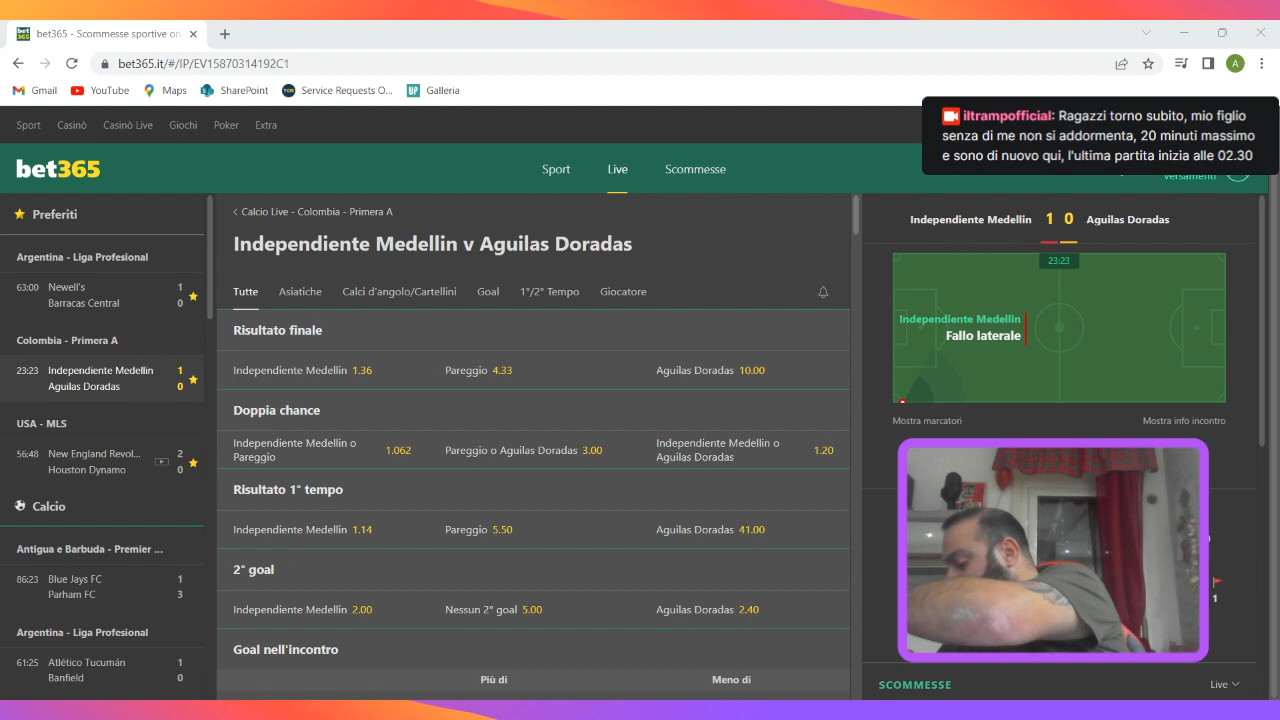 bet365 - Scommesse sportive on
bet365.it/#/IP/EV15870314192C1
A
Gmail YouTube Maps SharePoint Service Requests O... Galleria
iltrampofficial: Ragazzi torno subito, mio figlio
senza di me non si addormenta, 20 minuti massimo
e sono di nuovo qui, l'ultima partita inizia alle 02.30
Sport Casinò Casinò Live Giochi Poker Extra
bet365
Sport Live Scommesse
Versamenti
Preferiti
Argentina - Liga Profesional
63:00 Newell's 1
Barracas Central 0
Colombia - Primera A
23:23 Independiente Medellin 1
Aguilas Doradas 0
USA - MLS
56:48 New England Revol... 2
Houston Dynamo 0
Calcio
Antigua e Barbuda - Premier ...
86:23 Blue Jays FC 1
Parham FC 3
Argentina - Liga Profesional
61:25 Atlético Tucumán 1
Banfield 0
Calcio Live - Colombia - Primera A
Independiente Medellin v Aguilas Doradas
Tutte Asiatiche Calci d'angolo/Cartellini Goal 1°/2° Tempo Giocatore
Risultato finale
Independiente Medellin 1.36 Pareggio 4.33 Aguilas Doradas 10.00
Doppia chance
Independiente Medellin o Pareggio 1.062 Pareggio o Aguilas Doradas 3.00 Independiente Medellin o Aguilas Doradas 1.20
Risultato 1° tempo
Independiente Medellin 1.14 Pareggio 5.50 Aguilas Doradas 41.00
2° goal
Independiente Medellin 2.00 Nessun 2° goal 5.00 Aguilas Doradas 2.40
Goal nell'incontro
Più di Meno di
Independiente Medellin 1 0 Aguilas Doradas
23:23
Independiente Medellin
Fallo laterale
Mostra marcatori Mostra info incontro
1
SCOMMESSE Live